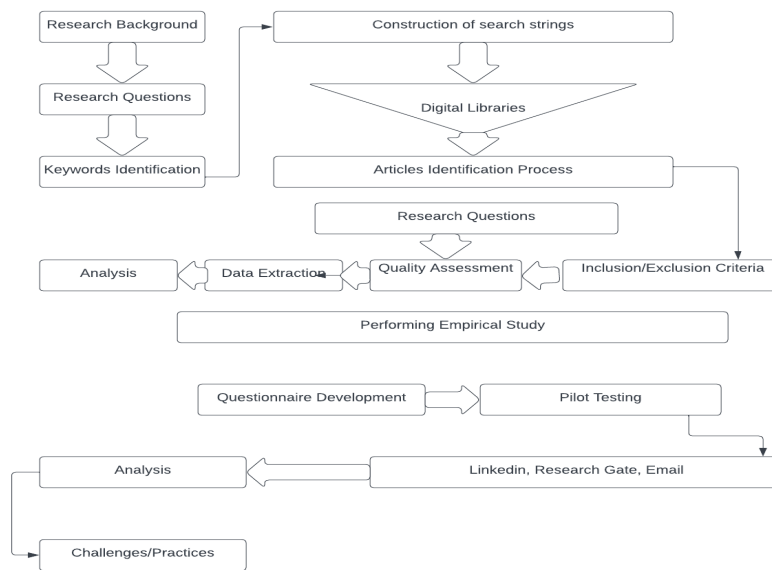 Research Background
Construction of search strings
Research Questions
Digital Libraries
Keywords Identification
Articles Identification Process
Research Questions
Analysis
Data Extraction
Quality Assessment
Inclusion/Exclusion Criteria
Performing Empirical Study
Questionnaire Development
Pilot Testing
Analysis
Linkedin, Research Gate, Email
Challenges/Practices